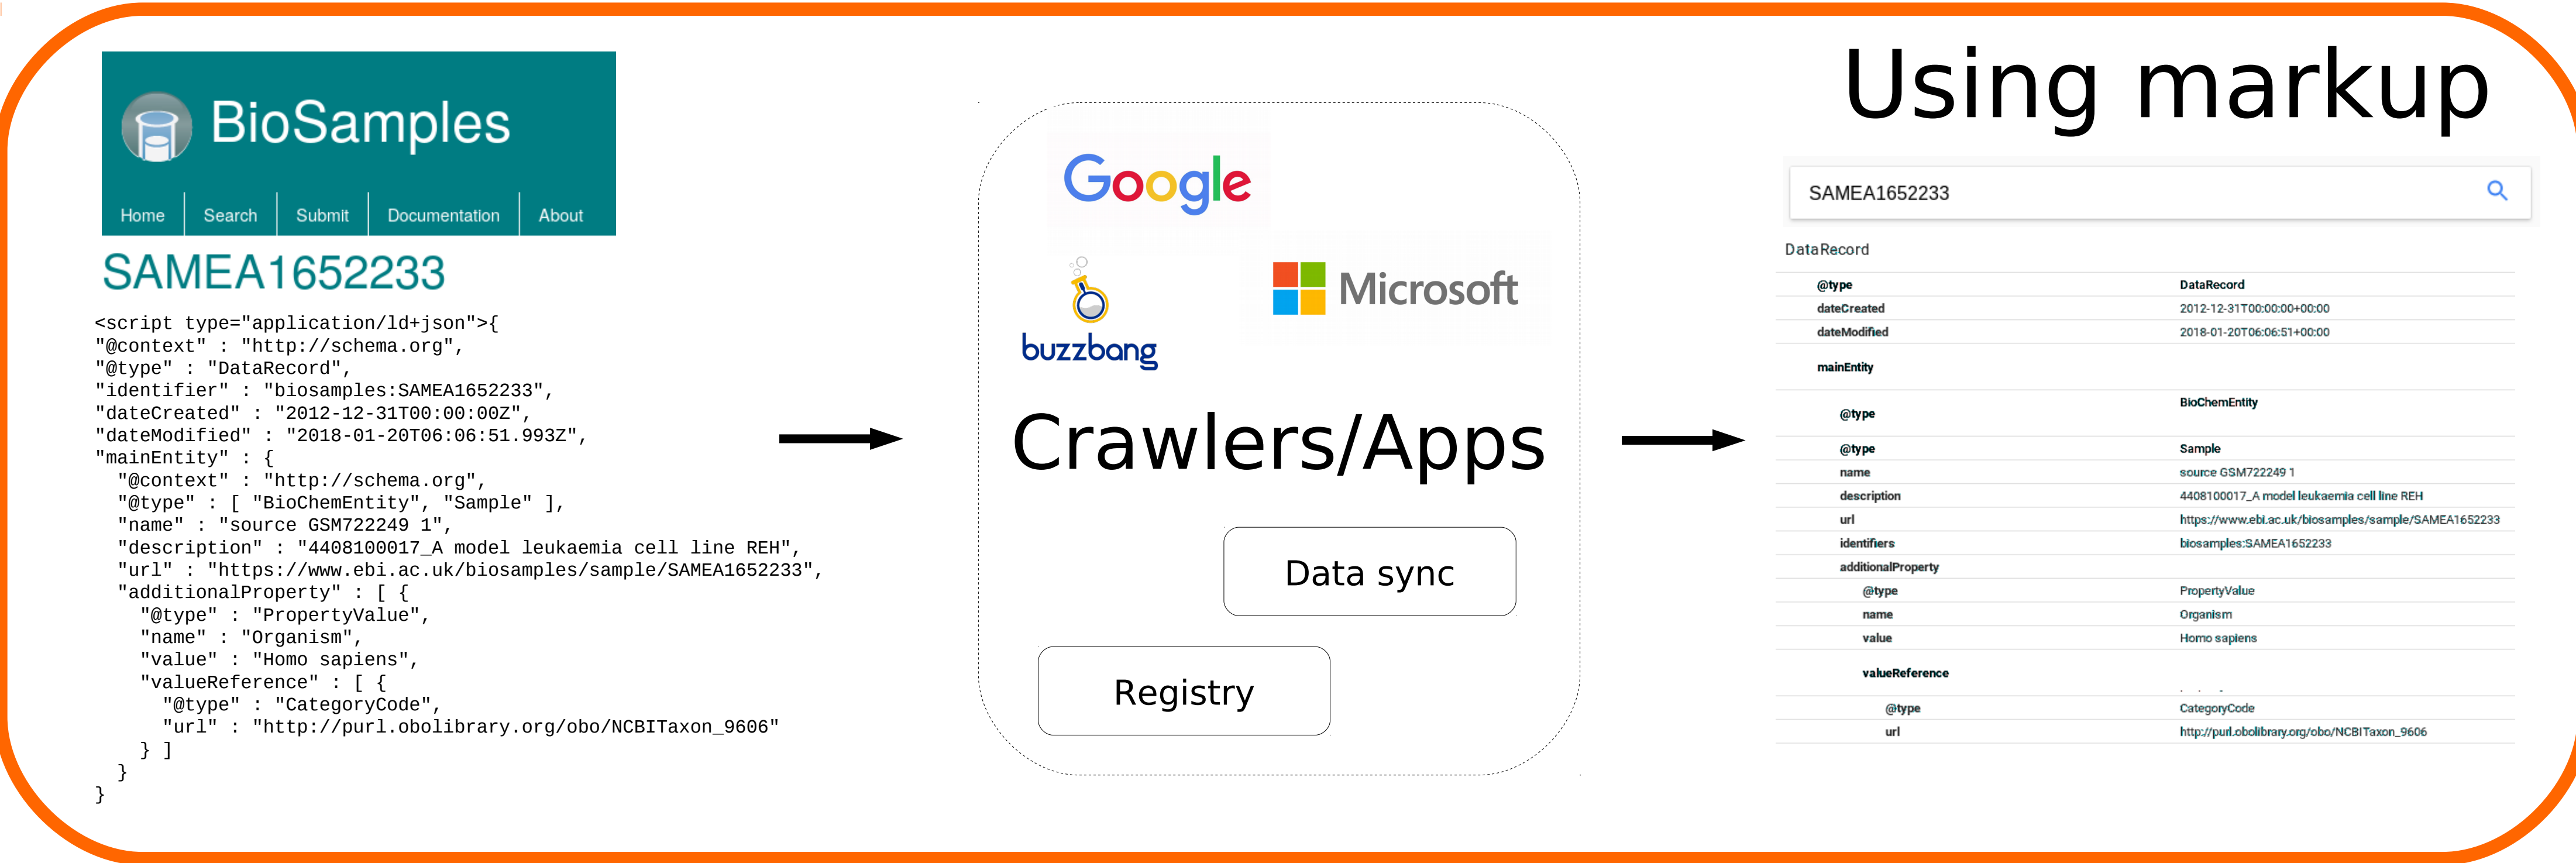 BioSamples
Home Search Submit Documentation About
SAMEA1652233
<script type="application/ld+json">{
"@context" : "http://schema.org",
"@type" : "DataRecord",
"identifier" : "biosamples:SAMEA1652233",
"dateCreated" : "2012-12-31T00:00:00Z",
"dateModified" : "2018-01-20T06:06:51.993Z",
"mainEntity" : {
"@context" : "http://schema.org",
"@type" : [ "BioChemEntity", "Sample" ],
"name" : "source GSM722249 1",
"description" : "4408100017_A model leukaemia cell line REH",
"url" : "https://www.ebi.ac.uk/biosamples/sample/SAMEA1652233",
"additionalProperty" : [ {
"@type" : "PropertyValue",
"name" : "Organism",
"value" : "Homo sapiens",
"valueReference" : [ {
"@type" : "CategoryCode",
"url" : "http://purl.obolibrary.org/obo/NCBITaxon_9606"
} ]
}
}
Google
Microsoft
buzzbang
Crawlers/Apps
Data sync
Registry
Using markup
SAMEA1652233
DataRecord
@type DataRecord
dateCreated 2012-12-31T00:00:00+00:00
dateModified 2018-01-20T06:06:51+00:00
mainEntity
@type BioChemEntity
@type Sample
name source GSM722249 1
description 4408100017_A model leukaemia cell line REH
url https://www.ebi.ac.uk/biosamples/sample/SAMEA1652233
identifiers biosamples:SAMEA1652233
additionalProperty
@type PropertyValue
name Organism
value Homo sapiens
valueReference
@type CategoryCode
url http://purl.obolibrary.org/obo/NCBITaxon_9606